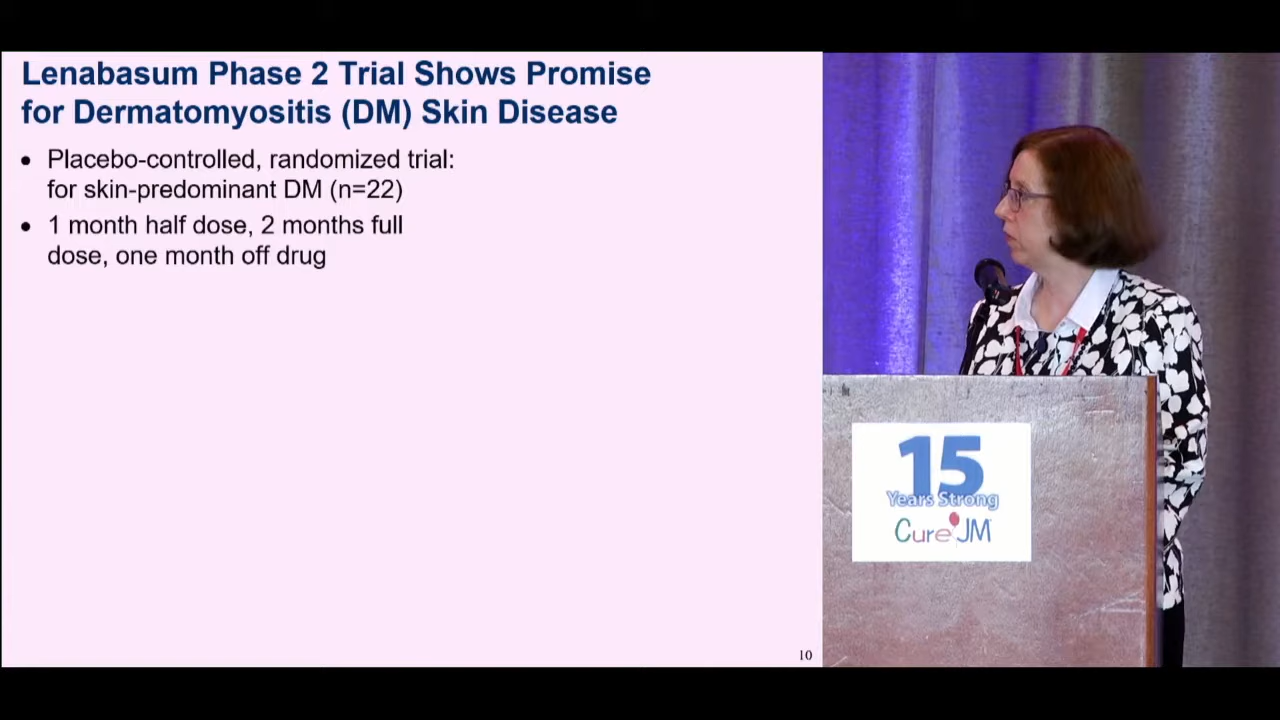 Lenabasum Phase 2 Trial Shows Promise
for Dermatomyositis (DM) Skin Disease
• Placebo-controlled, randomized trial:
for skin-predominant DM (n=22)
• 1 month half dose, 2 months full
dose, one month off drug
10
15
Years Strong
Cure JM